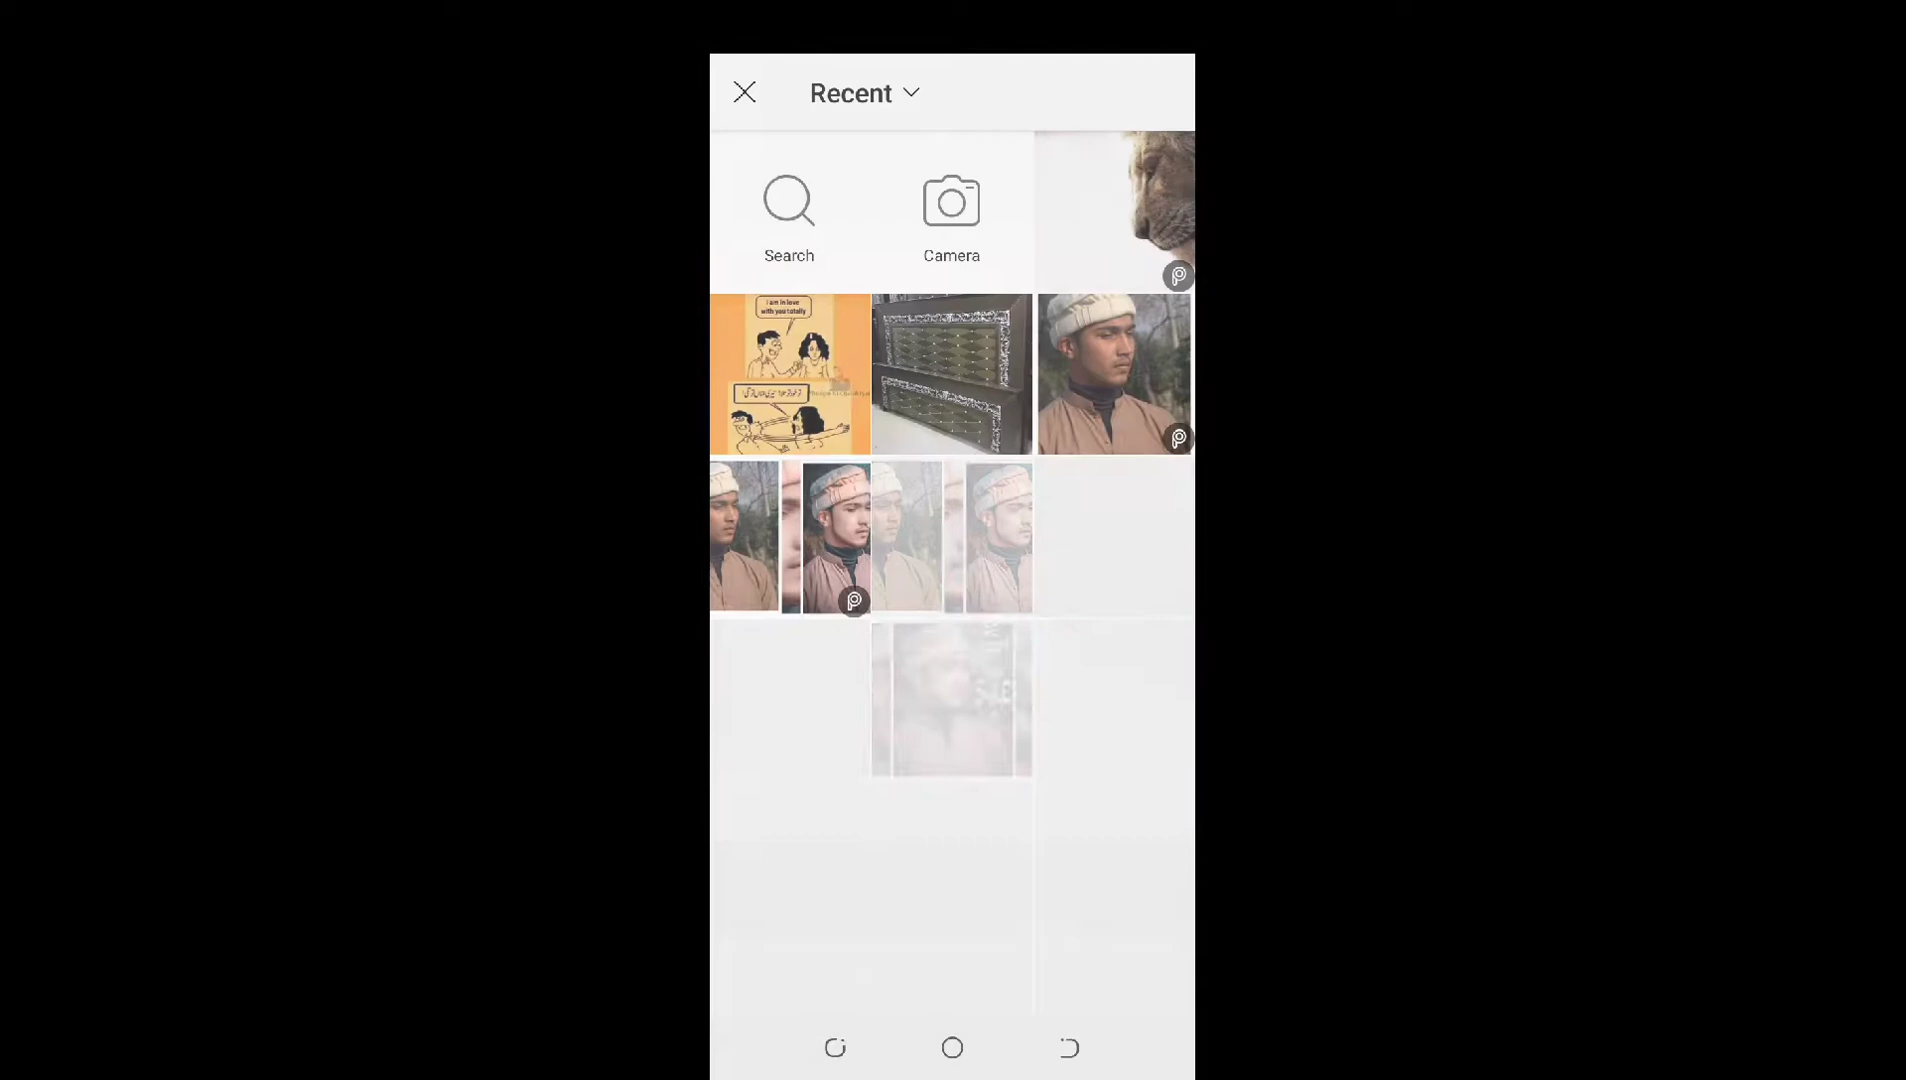 Recent
Search
Camera
I am in love
with you totally